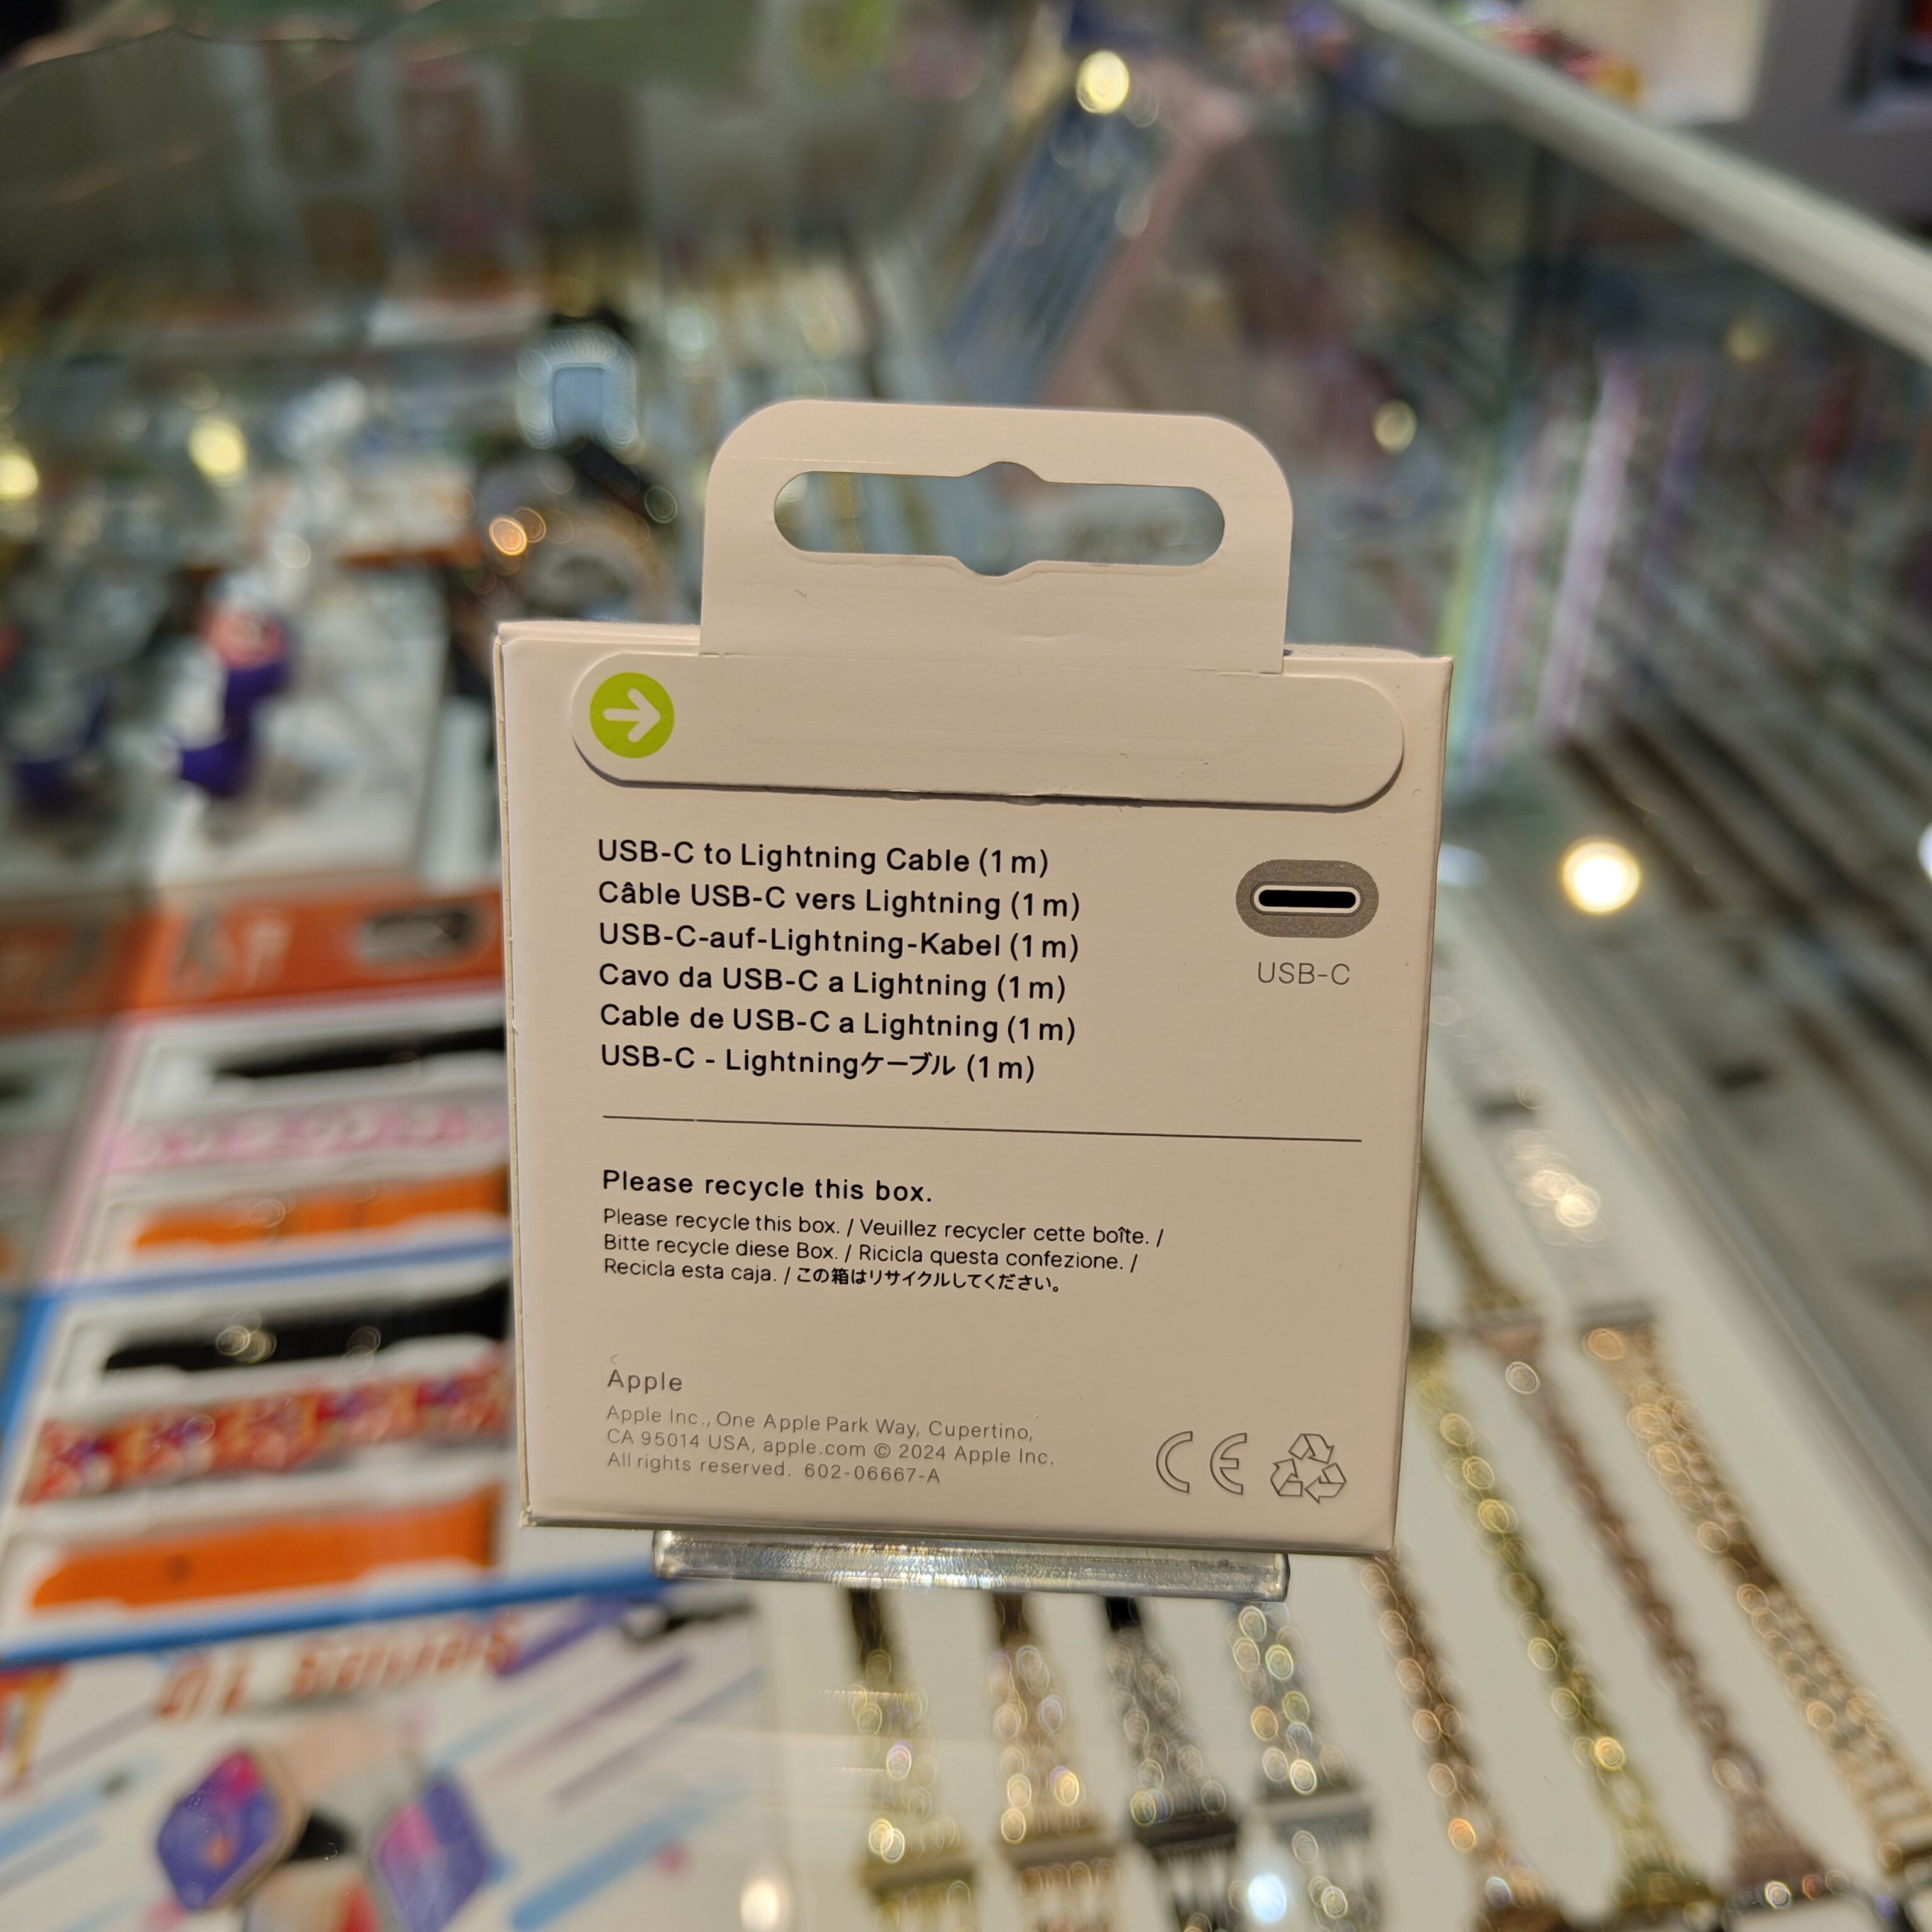 USB-C to Lightning Cable (1 m)
Câble USB-C vers Lightning (1 m)
USB-C-auf-Lightning-Kabel (1 m)
Cavo da USB-C a Lightning (1 m)
Cable de USB-C a Lightning (1 m)
USB-C - Lightningケーブル (1 m)
USB-C
Please recycle this box.
Please recycle this box. / Veuillez recycler cette boîte. /
Bitte recycle diese Box. / Ricicla questa confezione. /
Recicla esta caja. / この箱はリサイクルしてください。
Apple
Apple Inc., One Apple Park Way, Cupertino,
CA 95014 USA, apple.com © 2024 Apple Inc.
All rights reserved. 602-06667-A
CE